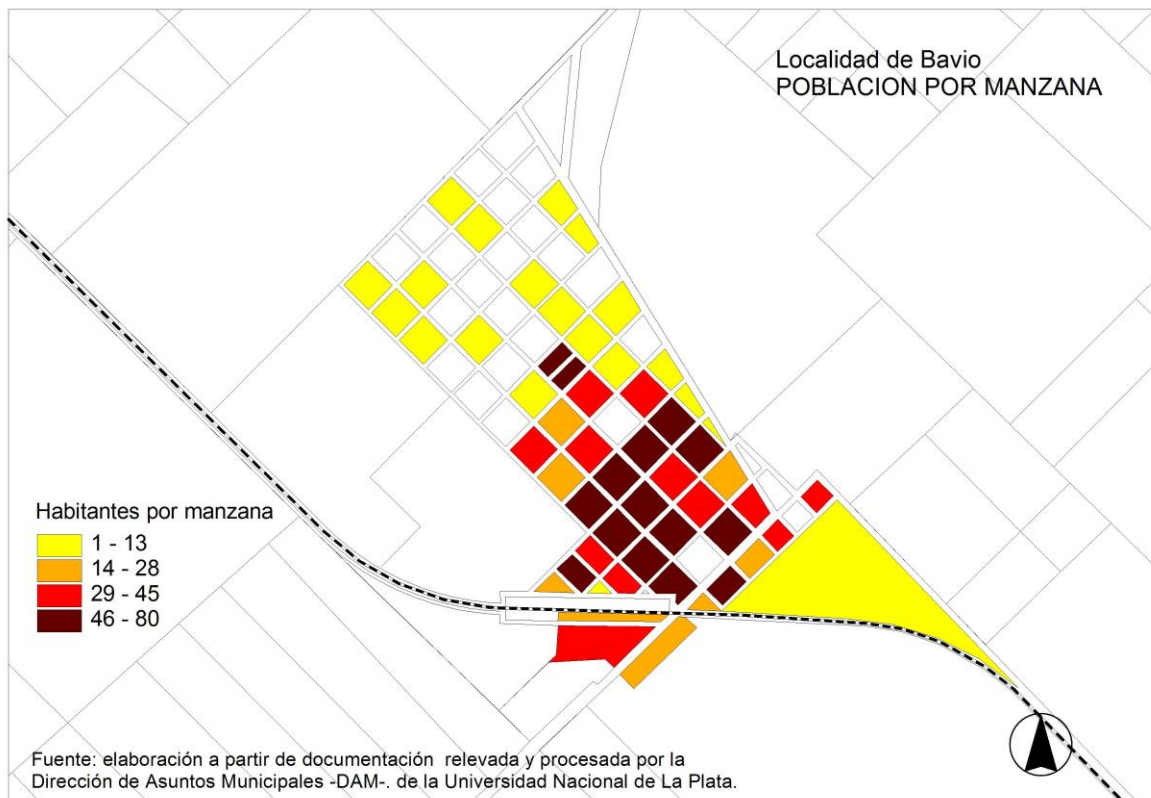 Localidad de Bavio
POBLACION POR MANZANA
Habitantes por manzana
1 - 13
14 - 28
29 - 45
46 - 80
Fuente: elaboración a partir de documentación relevada y procesada por la
Dirección de Asuntos Municipales -DAM-. de la Universidad Nacional de La Plata.